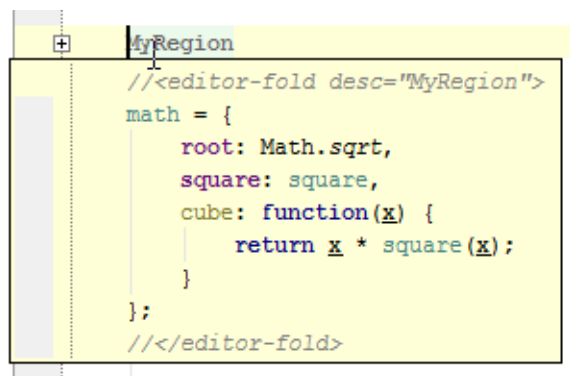 MyRegion
//<editor-fold desc="MyRegion">
math = {
    root: Math.sqrt,
    square: square,
    cube: function(x) {
        return x * square(x);
    }
};
//</editor-fold>